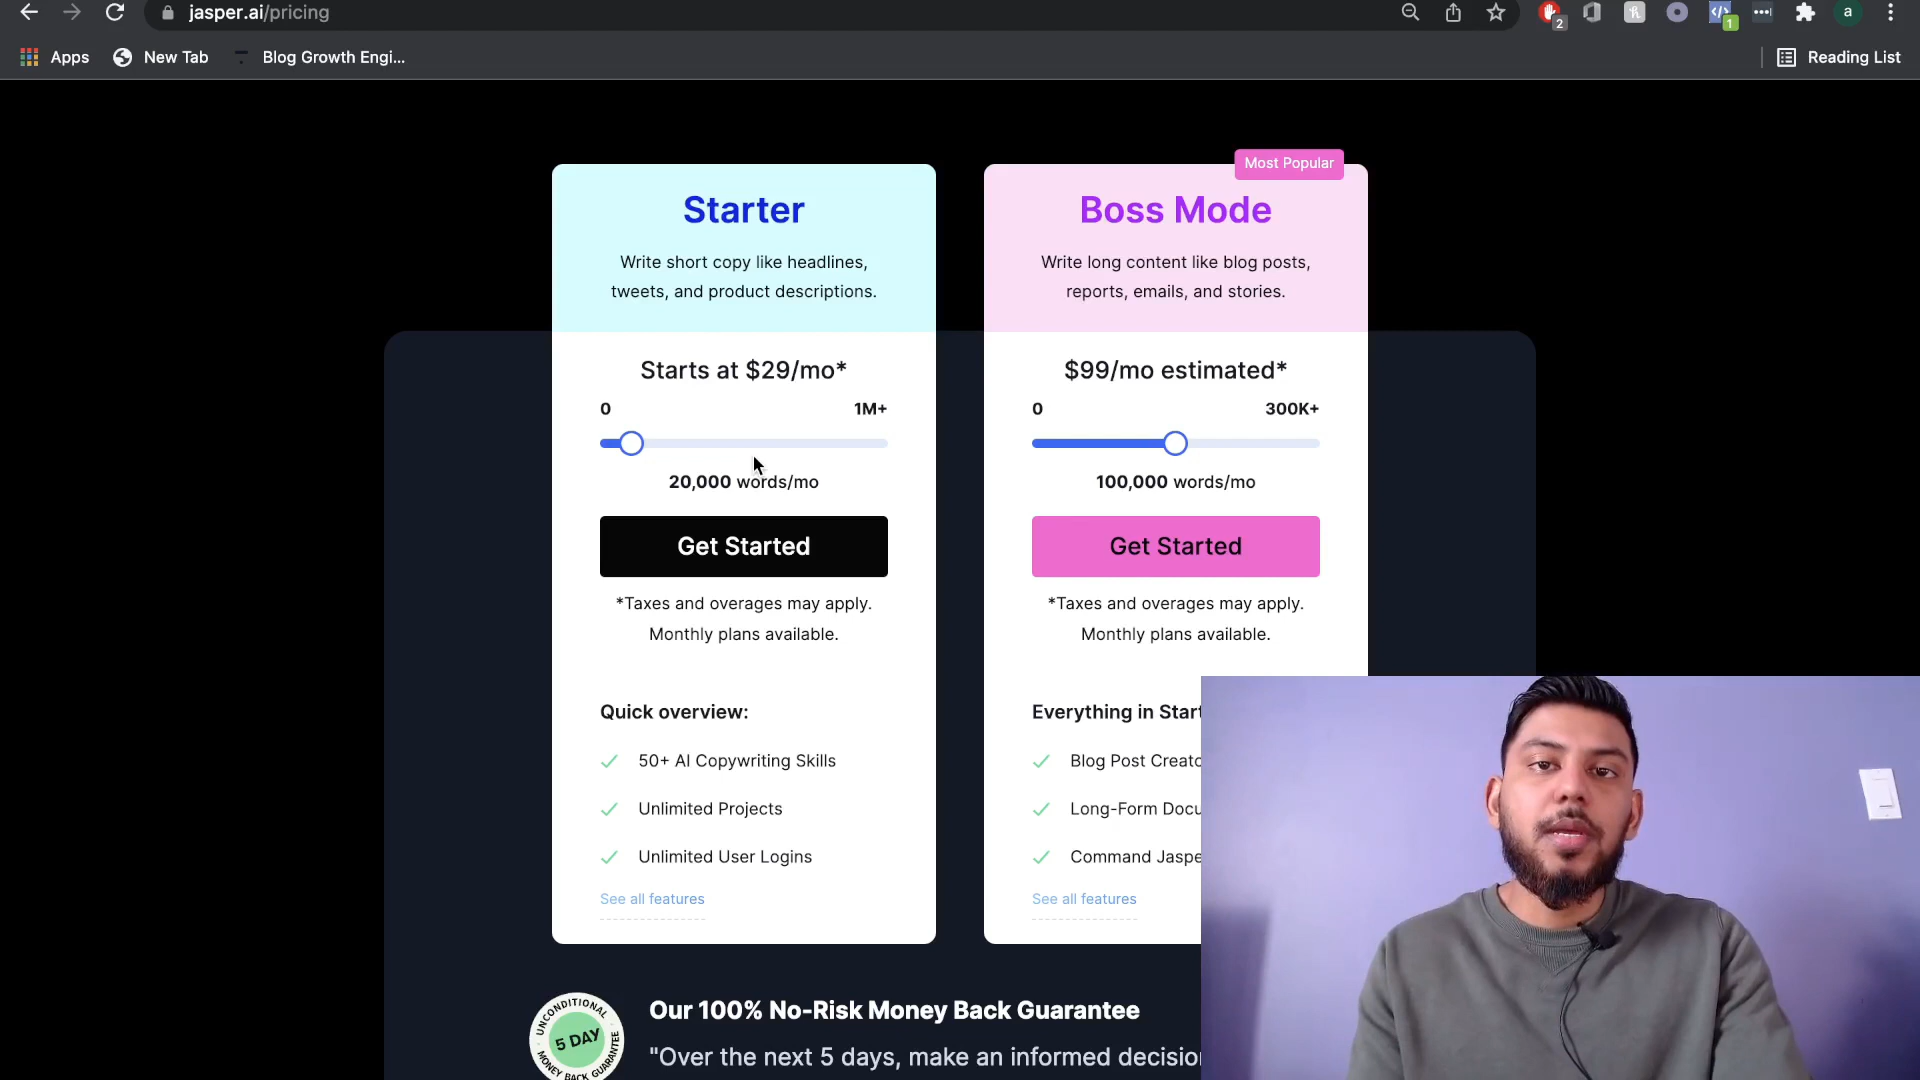 jasper.ai/pricing
2
1
a
Apps
New Tab
Blog Growth Engi...
Reading List
Most Popular
Starter
Write short copy like headlines,
tweets, and product descriptions.
Starts at $29/mo*
0
1M+
20,000 words/mo
Get Started
*Taxes and overages may apply.
Monthly plans available.
Quick overview:
50+ AI Copywriting Skills
Unlimited Projects
Unlimited User Logins
See all features
Boss Mode
Write long content like blog posts,
reports, emails, and stories.
$99/mo estimated*
0
300K+
100,000 words/mo
Get Started
*Taxes and overages may apply.
Monthly plans available.
Everything in Start
Blog Post Creato
Long-Form Docu
Command Jaspe
See all features
UNCONDITIONAL
5 DAY
MONEY BACK GUARANTEE
Our 100% No-Risk Money Back Guarantee
"Over the next 5 days, make an informed decision